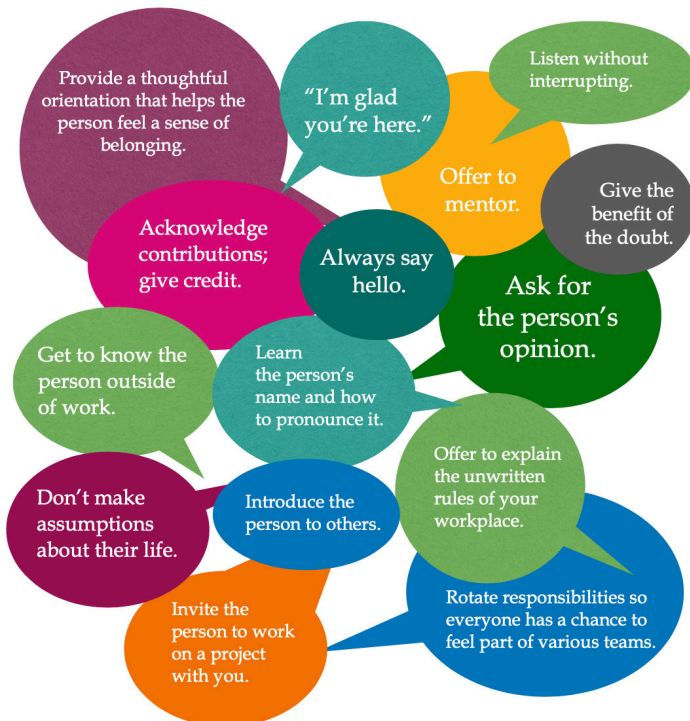 Provide a thoughtful
orientation that helps the
person feel a sense of
belonging.
“I’m glad
you’re here.”
Listen without
interrupting.
Offer to
mentor.
Give the
benefit of
the doubt.
Acknowledge
contributions;
give credit.
Always say
hello.
Ask for
the person’s
opinion.
Get to know the
person outside
of work.
Learn
the person’s
name and how
to pronounce it.
Offer to explain
the unwritten
rules of your
workplace.
Don’t make
assumptions
about their life.
Introduce the
person to others.
Invite the
person to work
on a project
with you.
Rotate responsibilities so
everyone has a chance to
feel part of various teams.